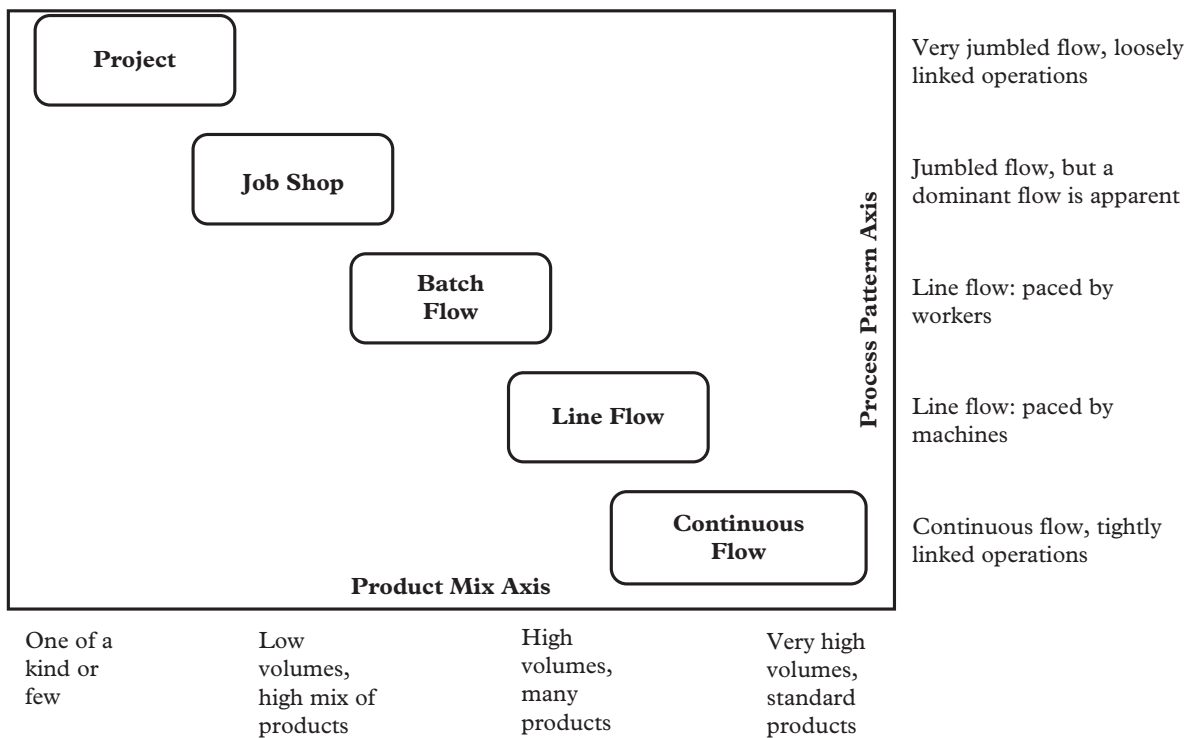 Project
Very jumbled flow, loosely
linked operations
Job Shop
Jumbled flow, but a
dominant flow is apparent
Process Pattern Axis
Batch
Flow
Line flow: paced by
workers
Line Flow
Line flow: paced by
machines
Continuous
Flow
Continuous flow, tightly
linked operations
Product Mix Axis
One of a
kind or
few
Low
volumes,
high mix of
products
High
volumes,
many
products
Very high
volumes,
standard
products